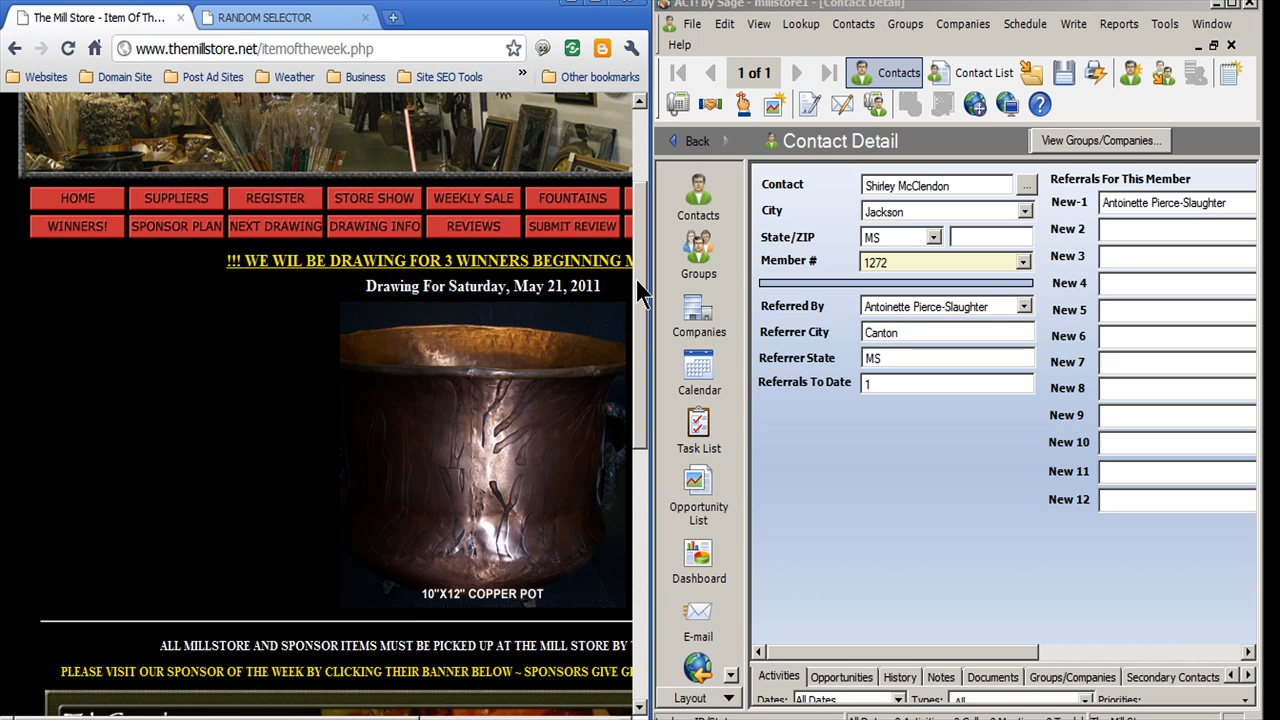 The Mill Store - Item Of Th...
RANDOM SELECTOR
www.themillstore.net/itemoftheweek.php
Websites
Domain Site
Post Ad Sites
Weather
Business
Site SEO Tools
»
Other bookmarks
HOME
SUPPLIERS
REGISTER
STORE SHOW
WEEKLY SALE
FOUNTAINS
WINNERS!
SPONSOR PLAN
NEXT DRAWING
DRAWING INFO
REVIEWS
SUBMIT REVIEW
!!! WE WIL BE DRAWING FOR 3 WINNERS BEGINNING
Drawing For Saturday, May 21, 2011
10"X12" COPPER POT
ALL MILLSTORE AND SPONSOR ITEMS MUST BE PICKED UP AT THE MILL STORE BY
PLEASE VISIT OUR SPONSOR OF THE WEEK BY CLICKING THEIR BANNER BELOW ~ SPONSORS GIVE
ACT! by Sage - millstore1 - [Contact Detail]
File
Edit
View
Lookup
Contacts
Groups
Companies
Schedule
Write
Reports
Tools
Window
Help
1 of 1
Contacts
Contact List
Back
Contact Detail
View Groups/Companies...
Contacts
Groups
Companies
Calendar
Task List
Opportunity
List
Dashboard
E-mail
Layout
Contact
Shirley McClendon
...
City
Jackson
State/ZIP
MS
Member #
1272
Referred By
Antoinette Pierce-Slaughter
Referrer City
Canton
Referrer State
MS
Referrals To Date
1
Referrals For This Member
New-1
Antoinette Pierce-Slaughter
New 2
New 3
New 4
New 5
New 6
New 7
New 8
New 9
New 10
New 11
New 12
Activities
Opportunities
History
Notes
Documents
Groups/Companies
Secondary Contacts
Dates:
All Dates
Types:
All
Priorities: